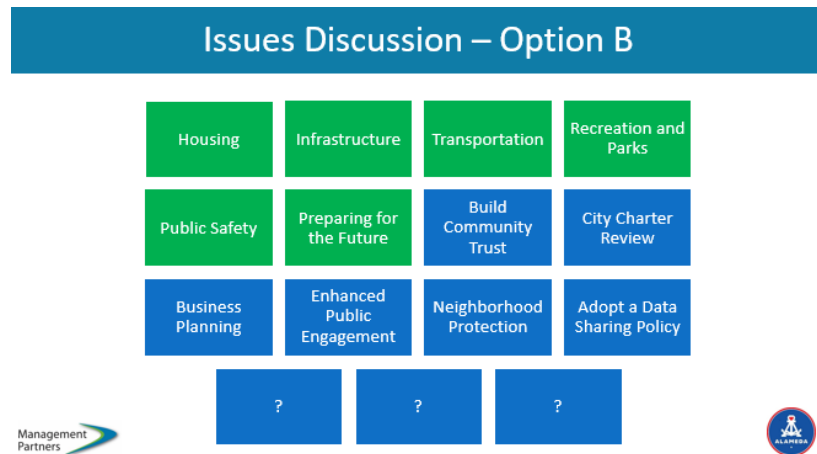 Issues Discussion – Option B
Housing
Infrastructure
Transportation
Recreation and
Parks
Public Safety
Preparing for
the Future
Build
Community
Trust
City Charter
Review
Business
Planning
Enhanced
Public
Engagement
Neighborhood
Protection
Adopt a Data
Sharing Policy
?
?
?
Management
Partners
ALAMEDA